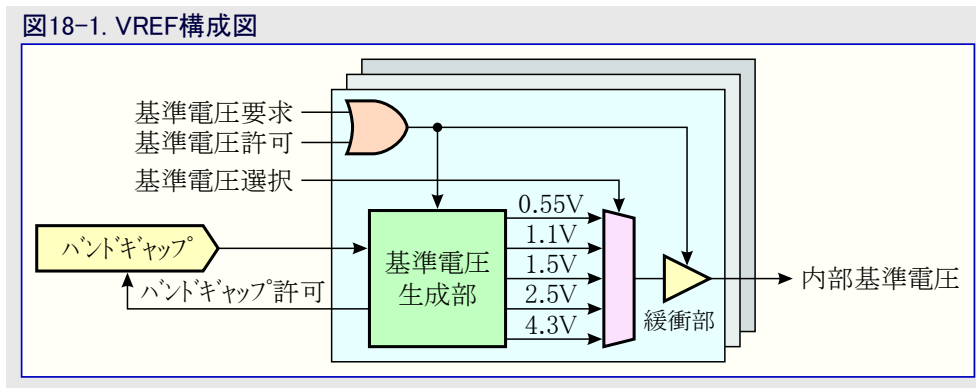 図18-1. VREF構成図
基準電圧要求
基準電圧許可
基準電圧選択
バンドギャップ
バンドギャップ許可
基準電圧
生成部
0.55V
1.1V
1.5V
2.5V
4.3V
緩衝部
内部基準電圧